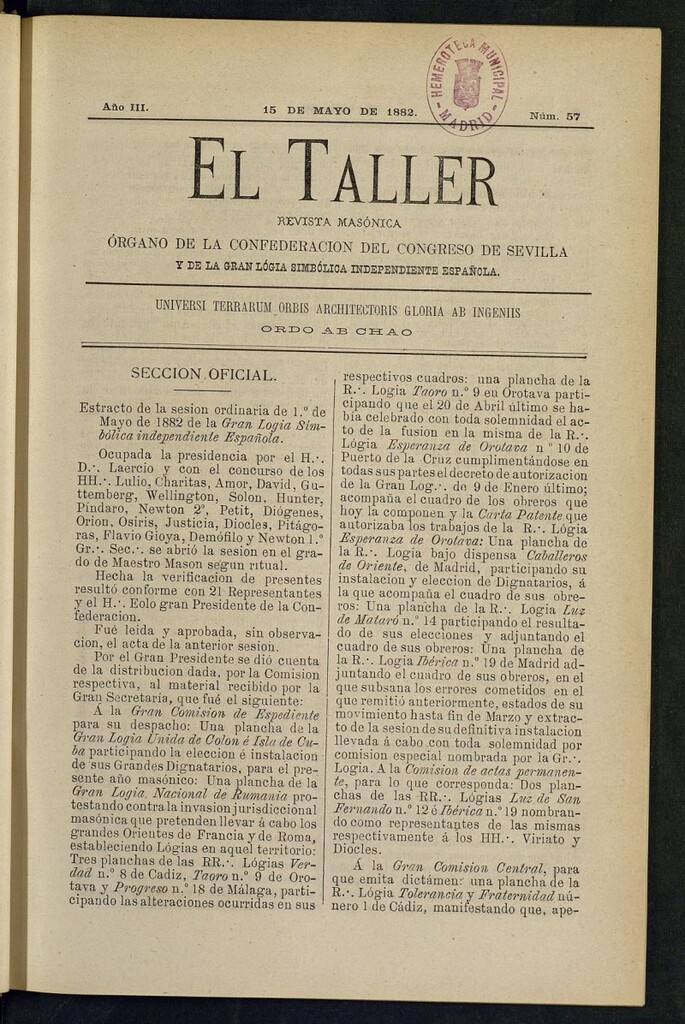 HEMEROTECA MUNICIPAL
MADRID
Año III.
15 DE MAYO DE 1882.
Núm. 57
EL TALLER
REVISTA MASÓNICA
ÓRGANO DE LA CONFEDERACION DEL CONGRESO DE SEVILLA
Y DE LA GRAN LÓGIA SIMBÓLICA INDEPENDIENTE ESPAÑOLA.
UNIVERSI TERRARUM ORBIS ARCHITECTORIS GLORIA AB INGENIIS
ORDO AB CHAO
SECCION OFICIAL.
Estracto de la sesion ordinaria de 1.º de
Mayo de 1882 de la Gran Logia Sim-
bólica independiente Española.
Ocupada la presidencia por el H.·.
D.·. Laercio y con el concurso de los
HH.·. Lulio, Charitas, Amor, David, Gu-
ttemberg, Wellington, Solon, Hunter,
Píndaro, Newton 2º, Petit, Diógenes,
Orion, Osiris, Justicia, Diocles, Pitágo-
ras, Flavio Gioya, Demófilo y Newton 1.º
Gr.·. Sec.·. se abrió la sesion en el gra-
do de Maestro Mason segun ritual.
Hecha la verificacion de presentes
resultó conforme con 21 Representantes
y el H.·. Eolo gran Presidente de la Con-
federacion.
Fué leida y aprobada, sin observa-
cion, el acta de la anterior sesion.
Por el Gran Presidente se dió cuenta
de la distribucion dada, por la Comision
respectiva, al material recibido por la
Gran Secretaría, que fué el siguiente:
Á la Gran Comision de Espediente
para su despacho: Una plancha de la
Gran Logia Unida de Colon é Isla de Cu-
ba participando la eleccion é instalacion
de sus Grandes Dignatarios, para el pre-
sente año masónico: Una plancha de la
Gran Logia Nacional de Rumania pro-
testando contra la invasion jurisdiccional
masónica que pretenden llevar á cabo los
grandes Orientes de Francia y de Roma,
estableciendo Lógias en aquel territorio:
Tres planchas de las RR.·. Lógias Ver-
dad n.º 8 de Cadiz, Taoro n.º 9 de Oro-
tava y Progreso n.º 18 de Málaga, parti-
cipando las alteraciones ocurridas en sus
respectivos cuadros: una plancha de la
R.·. Logia Taoro n.º 9 en Orotava parti-
cipando que el 20 de Abril último se ha-
bía celebrado con toda solemnidad el ac-
to de la fusion en la misma de la R.·.
Lógia Esperanza de Orotava n º 10 de
Puerto de la Cruz cumplimentándose en
todas sus partes el decreto de autorizacion
de la Gran Log.·. de 9 de Enero último;
acompaña el cuadro de los obreros que
hoy la componen y la Carta Patente que
autorizaba los trabajos de la R.·. Lógia
Esperanza de Orotava: Una plancha de
la R.·. Logia bajo dispensa Caballeros
de Oriente, de Madrid, participando su
instalacion y eleccion de Dignatarios, á
la que acompaña el cuadro de sus obre-
ros: Una plancha de la R.·. Logia Luz
de Mataró n.º 14 participando el resulta-
do de sus elecciones y adjuntando el
cuadro de sus obreros: Una plancha de
la R.·. Logia Ibérica n.º 19 de Madrid ad-
juntando el cuadro de sus obreros, en el
que subsana los errores cometidos en el
que remitió anteriormente, estados de su
movimiento hasta fin de Marzo y extrac-
to de la sesion de su definitiva instalacion
llevada á cabo con toda solemnidad por
comision especial nombrada por la Gr.·.
Logia. A la Comision de actas permanen-
te, para lo que corresponda: Dos plan-
chas de las RR.·. Lógias Luz de San
Fernando n.º 12 é Ibérica n.º 19 nombran-
do como representantes de las mismas
respectivamente á los HH.·. Viriato y
Diocles.
Á la Gran Comision Central, para
que emita dictámen: una plancha de la
R.·. Lógia Tolerancia y Fraternidad nú-
nero 1 de Cádiz, manifestando que, ape-